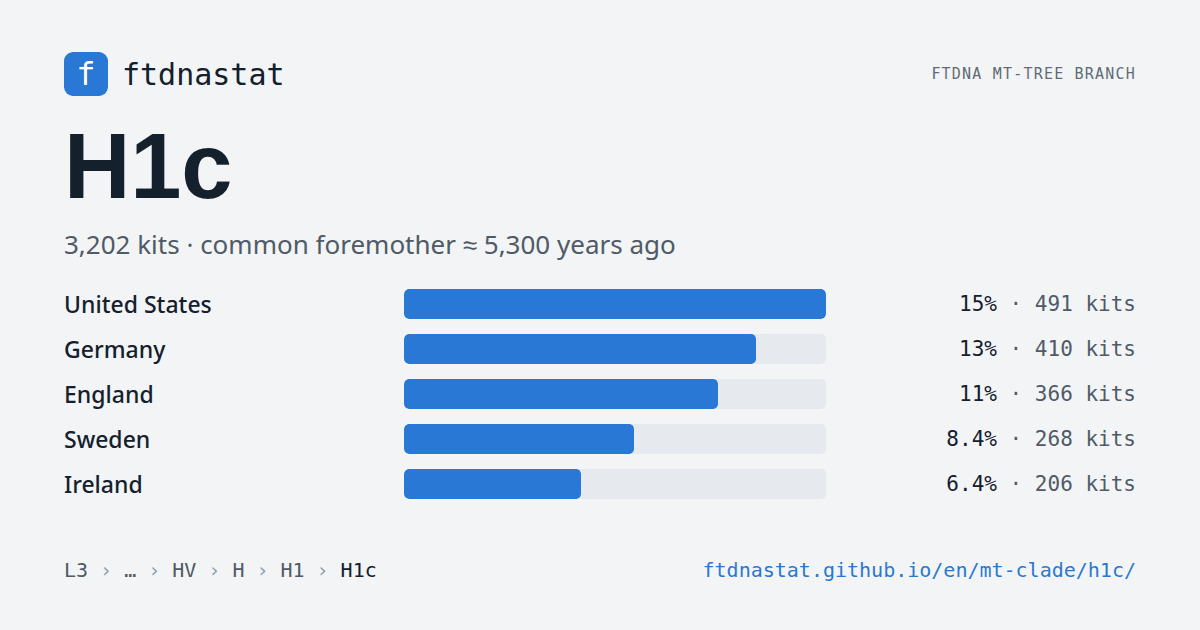 f ftdnastat
FTDNA MT-TREE BRANCH
H1c
3,202 kits · common foremother ≈ 5,300 years ago
United States 15% · 491 kits
Germany 13% · 410 kits
England 11% · 366 kits
Sweden 8.4% · 268 kits
Ireland 6.4% · 206 kits
L3 › … › HV › H › H1 › H1c
ftdnastat.github.io/en/mt-clade/h1c/